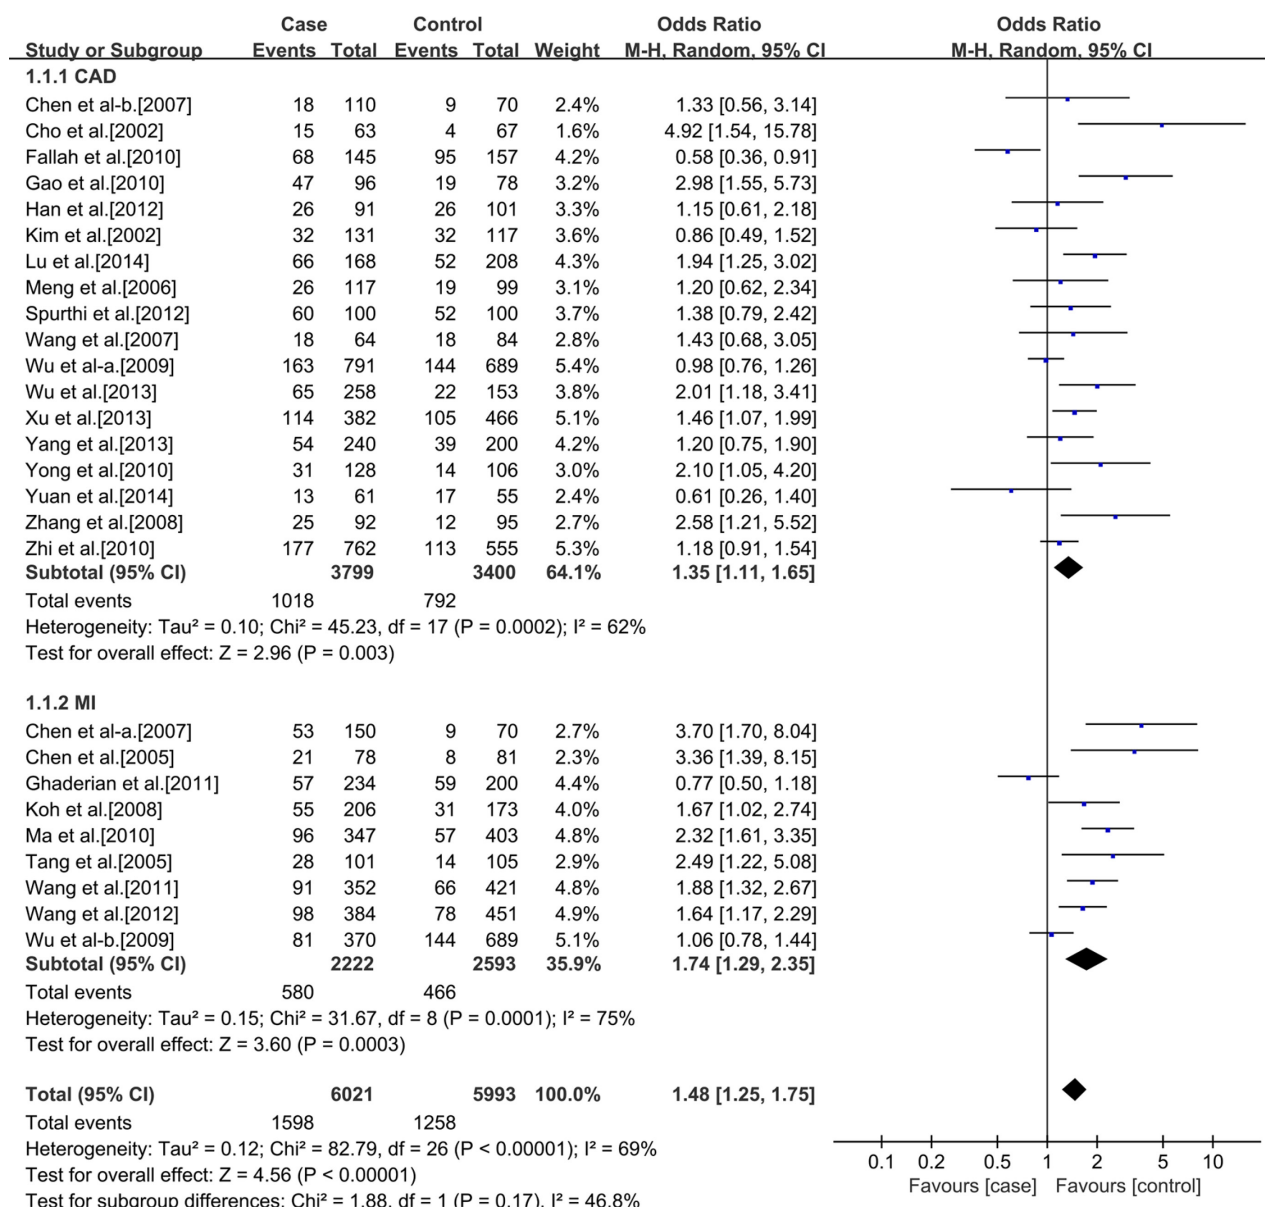 Case Control Odds Ratio Odds Ratio
Study or Subgroup Events Total Events Total Weight M-H, Random, 95% CI M-H, Random, 95% CI
1.1.1 CAD
Chen et al-b.[2007] 18 110 9 70 2.4% 1.33 [0.56, 3.14]
Cho et al.[2002] 15 63 4 67 1.6% 4.92 [1.54, 15.78]
Fallah et al.[2010] 68 145 95 157 4.2% 0.58 [0.36, 0.91]
Gao et al.[2010] 47 96 19 78 3.2% 2.98 [1.55, 5.73]
Han et al.[2012] 26 91 26 101 3.3% 1.15 [0.61, 2.18]
Kim et al.[2002] 32 131 32 117 3.6% 0.86 [0.49, 1.52]
Lu et al.[2014] 66 168 52 208 4.3% 1.94 [1.25, 3.02]
Meng et al.[2006] 26 117 19 99 3.1% 1.20 [0.62, 2.34]
Spurthi et al.[2012] 60 100 52 100 3.7% 1.38 [0.79, 2.42]
Wang et al.[2007] 18 64 18 84 2.8% 1.43 [0.68, 3.05]
Wu et al-a.[2009] 163 791 144 689 5.4% 0.98 [0.76, 1.26]
Wu et al.[2013] 65 258 22 153 3.8% 2.01 [1.18, 3.41]
Xu et al.[2013] 114 382 105 466 5.1% 1.46 [1.07, 1.99]
Yang et al.[2013] 54 240 39 200 4.2% 1.20 [0.75, 1.90]
Yong et al.[2010] 31 128 14 106 3.0% 2.10 [1.05, 4.20]
Yuan et al.[2014] 13 61 17 55 2.4% 0.61 [0.26, 1.40]
Zhang et al.[2008] 25 92 12 95 2.7% 2.58 [1.21, 5.52]
Zhi et al.[2010] 177 762 113 555 5.3% 1.18 [0.91, 1.54]
Subtotal (95% CI) 3799 3400 64.1% 1.35 [1.11, 1.65]
Total events 1018 792
Heterogeneity: Tau² = 0.10; Chi² = 45.23, df = 17 (P = 0.0002); I² = 62%
Test for overall effect: Z = 2.96 (P = 0.003)
1.1.2 MI
Chen et al-a.[2007] 53 150 9 70 2.7% 3.70 [1.70, 8.04]
Chen et al.[2005] 21 78 8 81 2.3% 3.36 [1.39, 8.15]
Ghaderian et al.[2011] 57 234 59 200 4.4% 0.77 [0.50, 1.18]
Koh et al.[2008] 55 206 31 173 4.0% 1.67 [1.02, 2.74]
Ma et al.[2010] 96 347 57 403 4.8% 2.32 [1.61, 3.35]
Tang et al.[2005] 28 101 14 105 2.9% 2.49 [1.22, 5.08]
Wang et al.[2011] 91 352 66 421 4.8% 1.88 [1.32, 2.67]
Wang et al.[2012] 98 384 78 451 4.9% 1.64 [1.17, 2.29]
Wu et al-b.[2009] 81 370 144 689 5.1% 1.06 [0.78, 1.44]
Subtotal (95% CI) 2222 2593 35.9% 1.74 [1.29, 2.35]
Total events 580 466
Heterogeneity: Tau² = 0.15; Chi² = 31.67, df = 8 (P = 0.0001); I² = 75%
Test for overall effect: Z = 3.60 (P = 0.0003)
Total (95% CI) 6021 5993 100.0% 1.48 [1.25, 1.75]
Total events 1598 1258
Heterogeneity: Tau² = 0.12; Chi² = 82.79, df = 26 (P < 0.00001); I² = 69%
Test for overall effect: Z = 4.56 (P < 0.00001)
Test for subgroup differences: Chi² = 1.88, df = 1 (P = 0.17), I² = 46.8%
0.1 0.2 0.5 1 2 5 10
Favours [case] Favours [control]